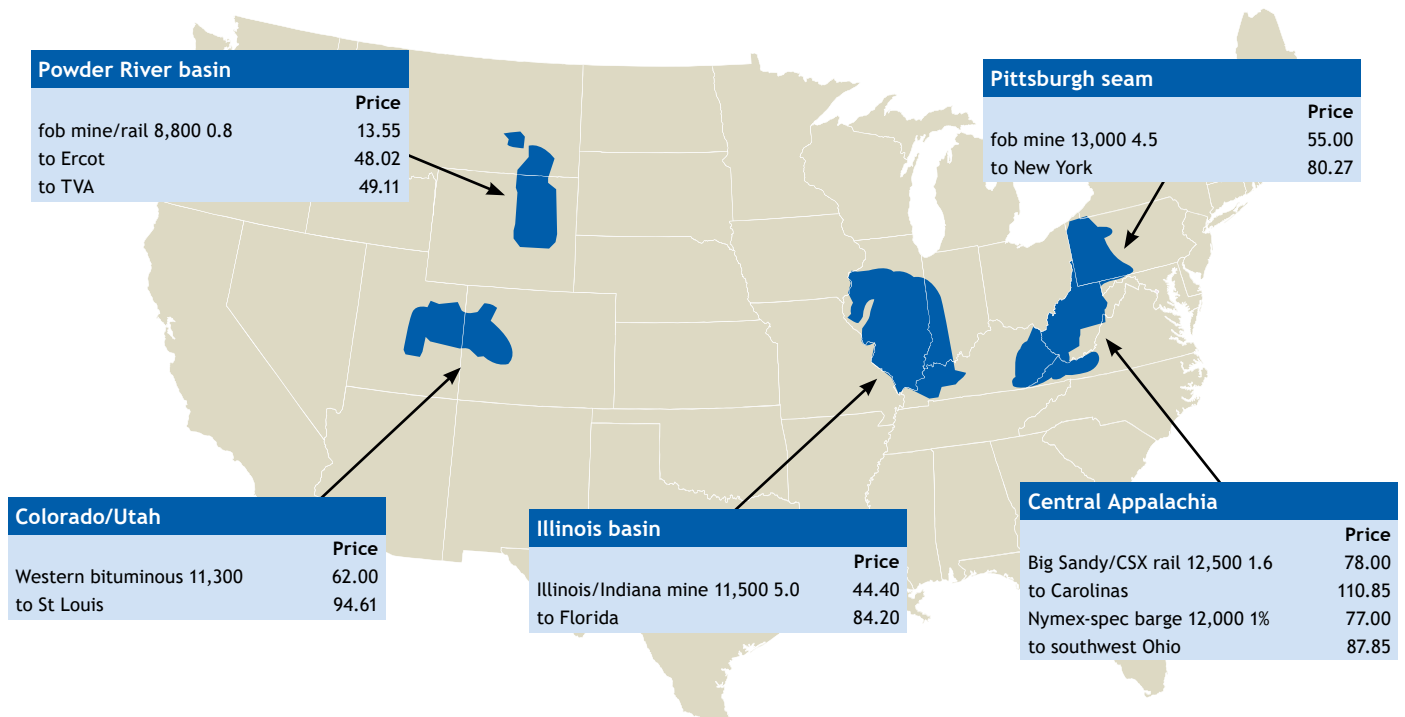 Powder River basin
Price
fob mine/rail 8,800 0.8 13.55
to Ercot 48.02
to TVA 49.11
Pittsburgh seam
Price
fob mine 13,000 4.5 55.00
to New York 80.27
Colorado/Utah
Price
Western bituminous 11,300 62.00
to St Louis 94.61
Illinois basin
Price
Illinois/Indiana mine 11,500 5.0 44.40
to Florida 84.20
Central Appalachia
Price
Big Sandy/CSX rail 12,500 1.6 78.00
to Carolinas 110.85
Nymex-spec barge 12,000 1% 77.00
to southwest Ohio 87.85